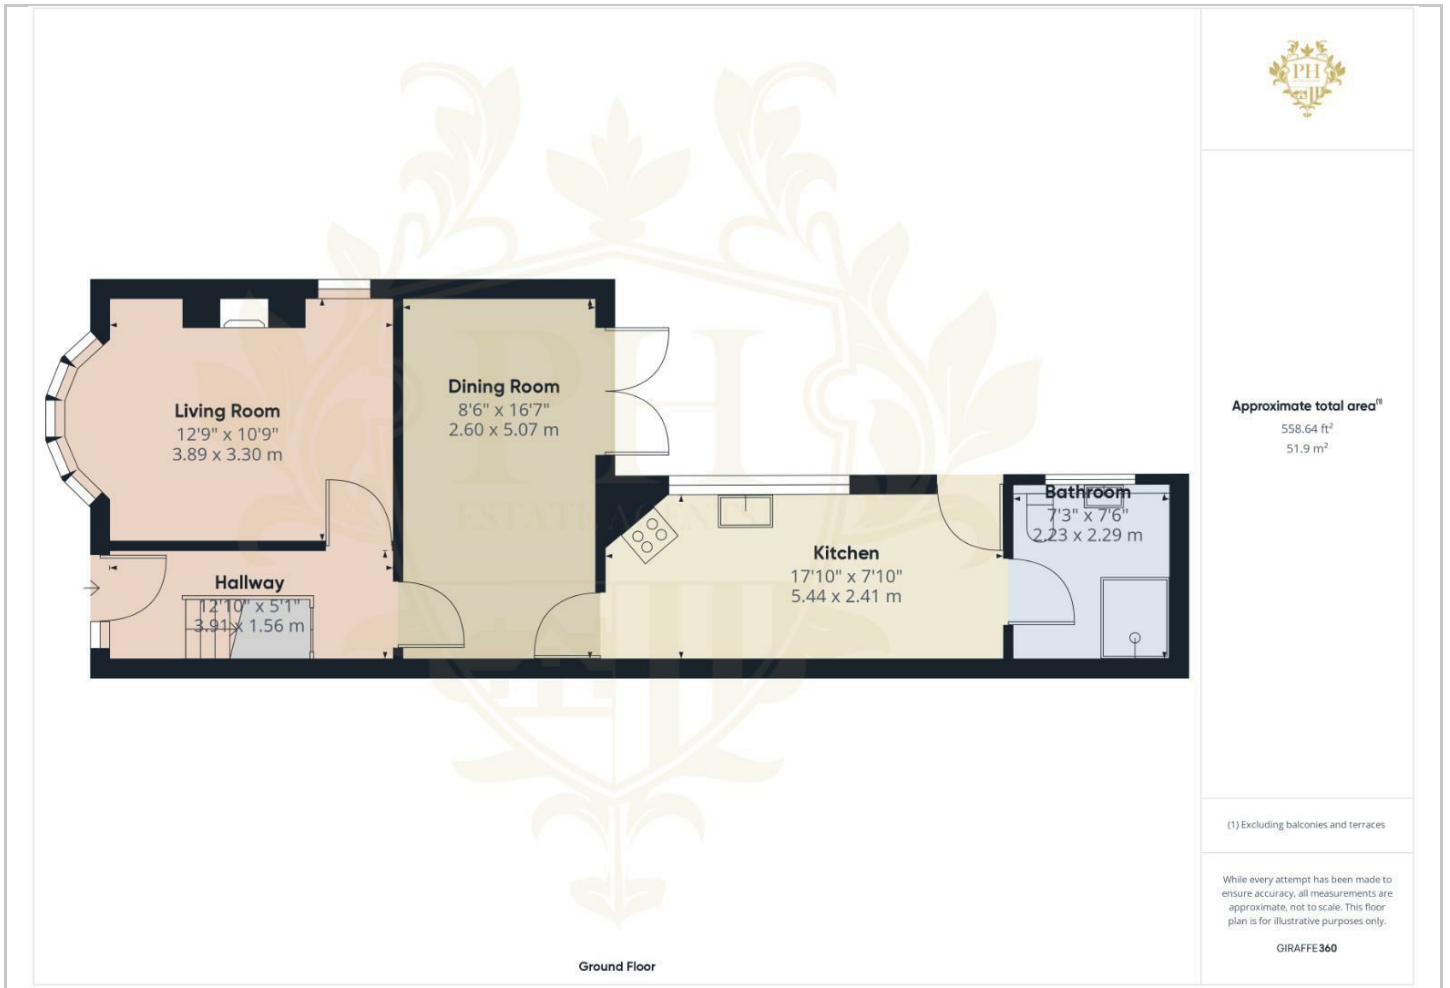 PH
Living Room
12'9" x 10'9"
3.89 x 3.30 m
Dining Room
8'6" x 16'7"
2.60 x 5.07 m
Hallway
12'10" x 5'1"
3.91 x 1.56 m
Kitchen
17'10" x 7'10"
5.44 x 2.41 m
Bathroom
7'3" x 7'6"
2.23 x 2.29 m
PH
ESTATE AGENTS
Ground Floor
Approximate total area⁽¹⁾
558.64 ft²
51.9 m²
(1) Excluding balconies and terraces
While every attempt has been made to
ensure accuracy, all measurements are
approximate, not to scale. This floor
plan is for illustrative purposes only.
GIRAFFE360